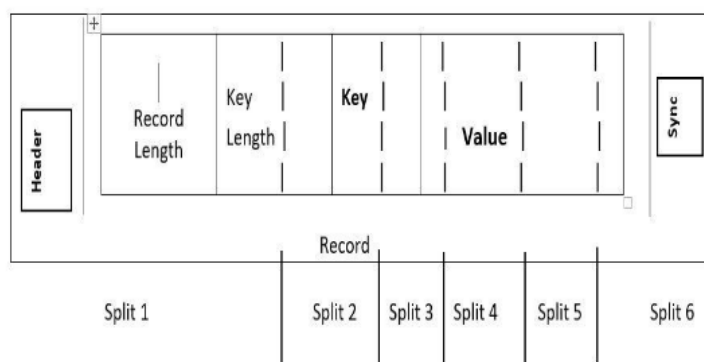 Header
Record
Length
Key
Length
Key
Value
Sync
Record
Split 1
Split 2
Split 3
Split 4
Split 5
Split 6